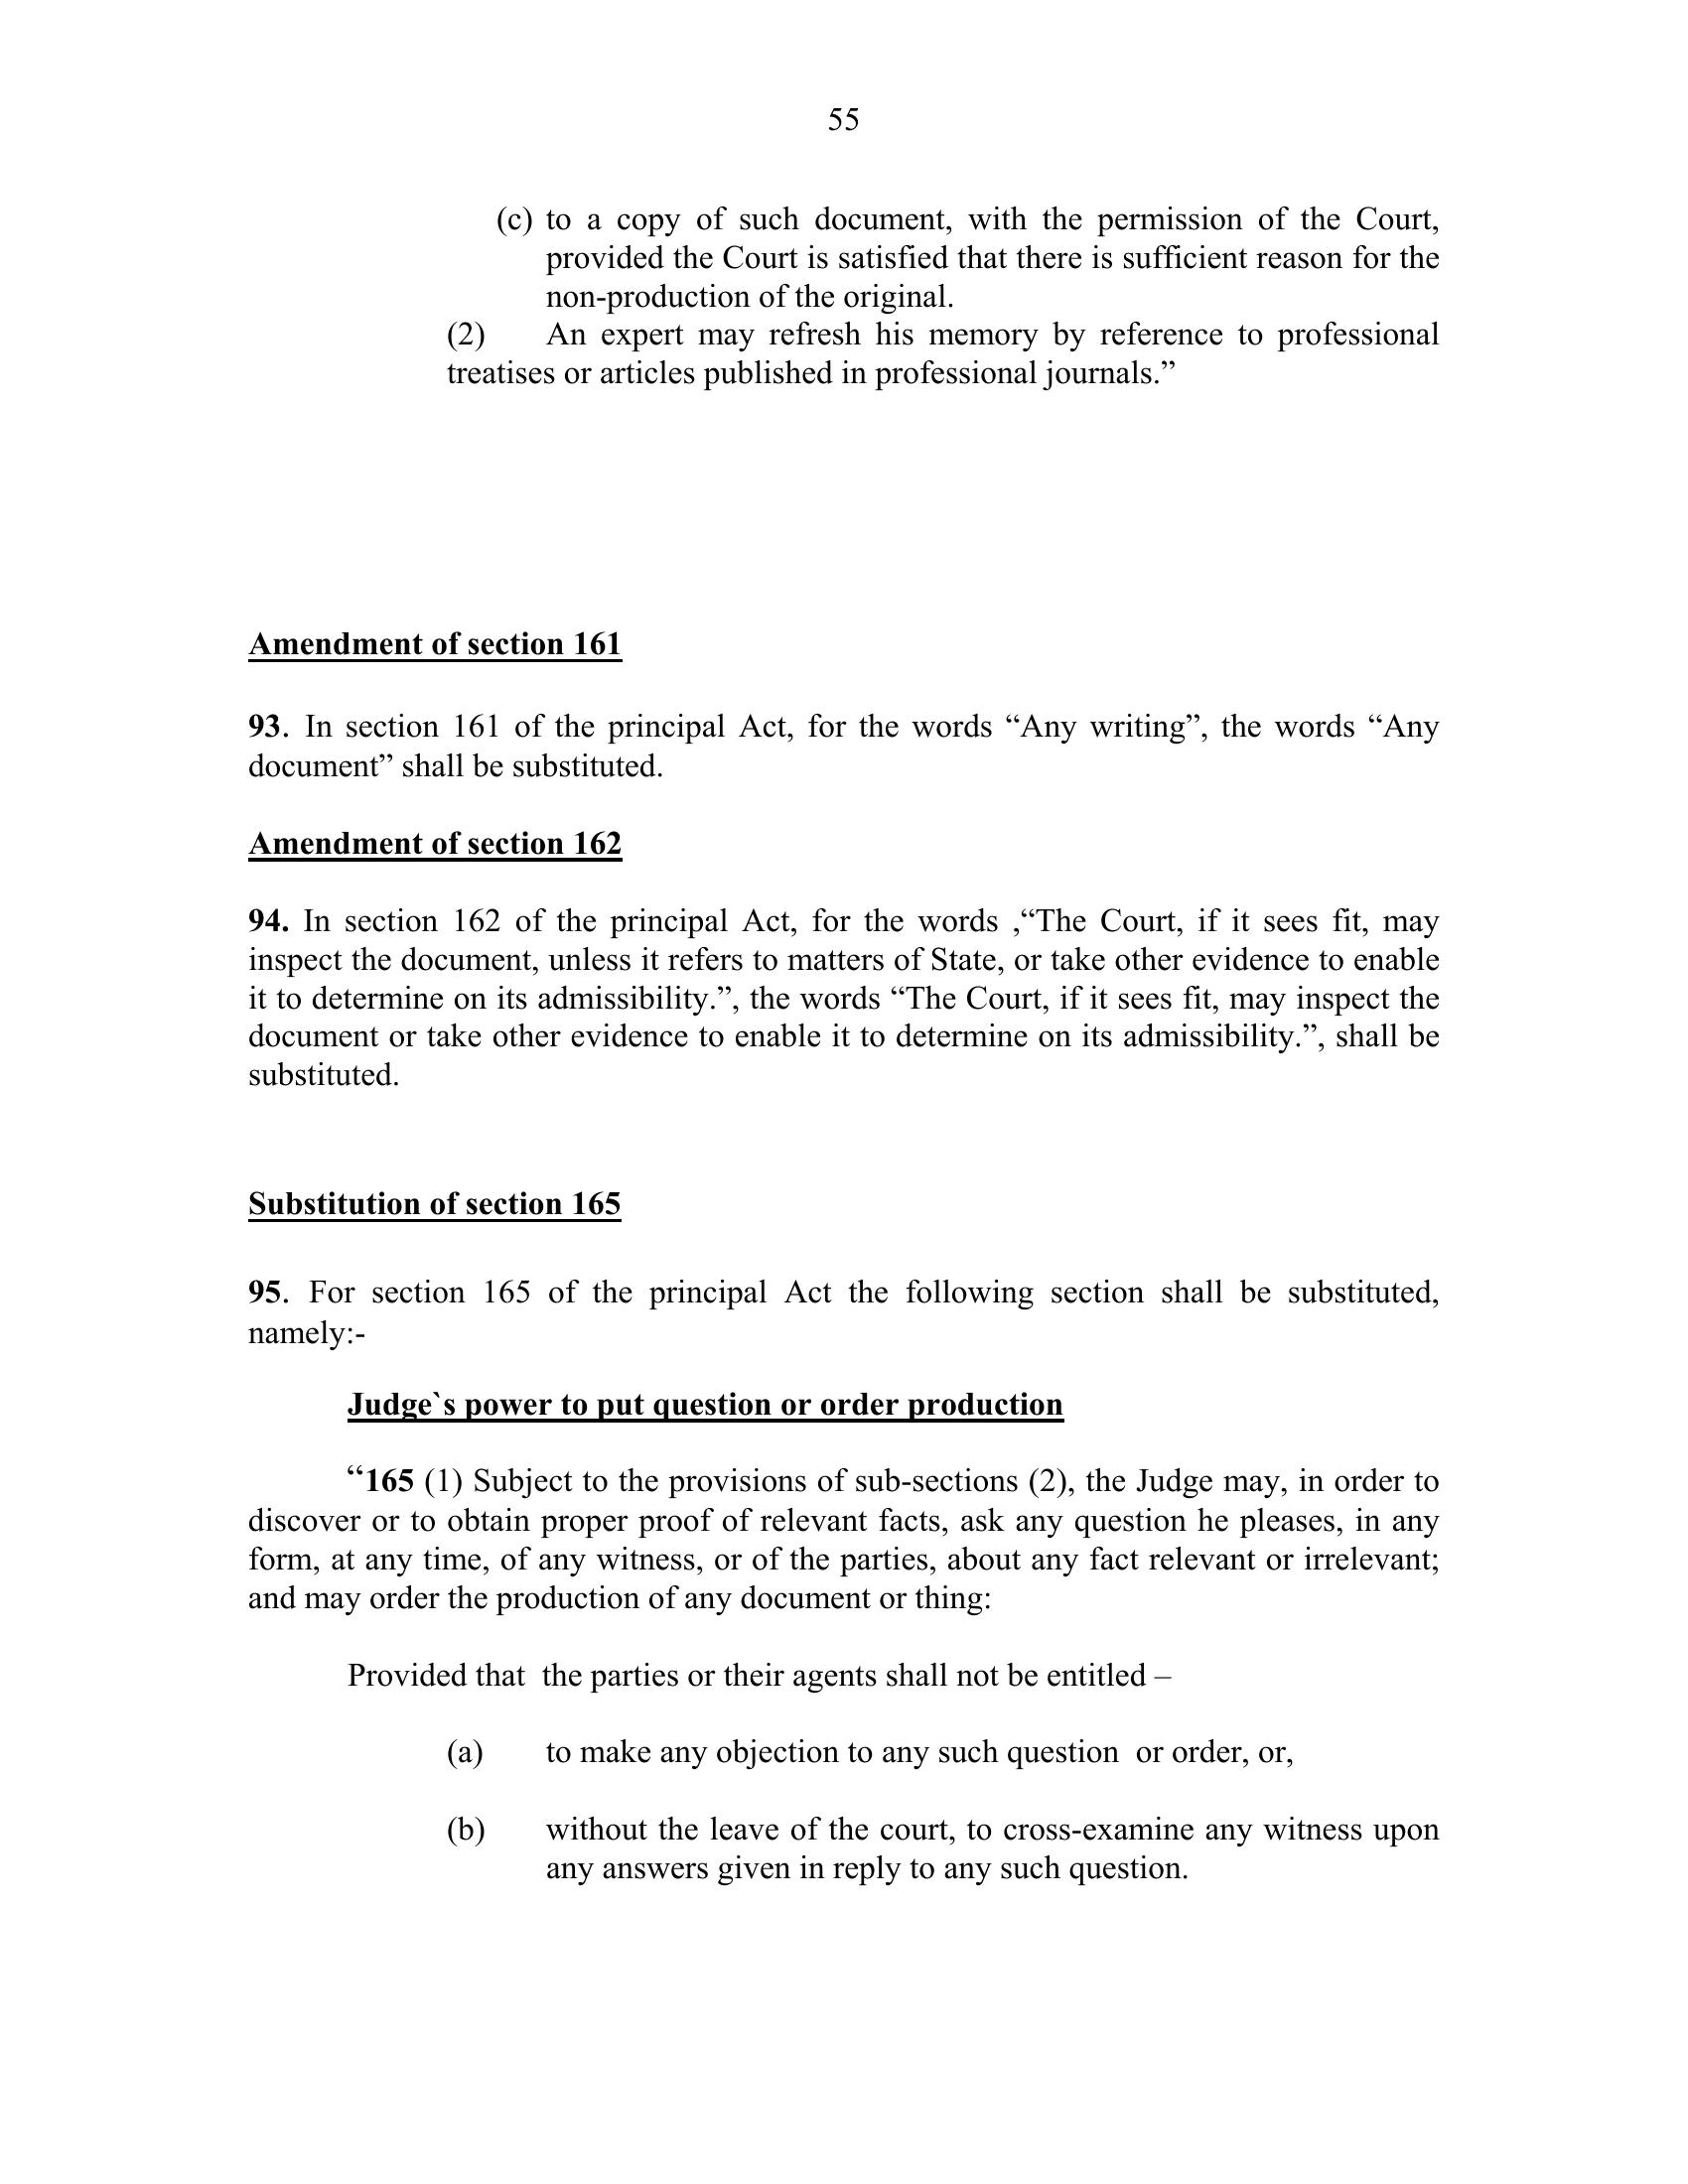 55
(c) to a copy of such document, with the permission of the Court,
provided the Court is satisfied that there is sufficient reason for the
non-production of the original.
(2) An expert may refresh his memory by reference to professional
treatises or articles published in professional journals.”
Amendment of section 161
93. In section 161 of the principal Act, for the words “Any writing”, the words “Any
document” shall be substituted.
Amendment of section 162
94. In section 162 of the principal Act, for the words ,“The Court, if it sees fit, may
inspect the document, unless it refers to matters of State, or take other evidence to enable
it to determine on its admissibility.”, the words “The Court, if it sees fit, may inspect the
document or take other evidence to enable it to determine on its admissibility.”, shall be
substituted.
Substitution of section 165
95. For section 165 of the principal Act the following section shall be substituted,
namely:-
Judge`s power to put question or order production
“165 (1) Subject to the provisions of sub-sections (2), the Judge may, in order to
discover or to obtain proper proof of relevant facts, ask any question he pleases, in any
form, at any time, of any witness, or of the parties, about any fact relevant or irrelevant;
and may order the production of any document or thing:
Provided that the parties or their agents shall not be entitled –
(a) to make any objection to any such question or order, or,
(b) without the leave of the court, to cross-examine any witness upon
any answers given in reply to any such question.